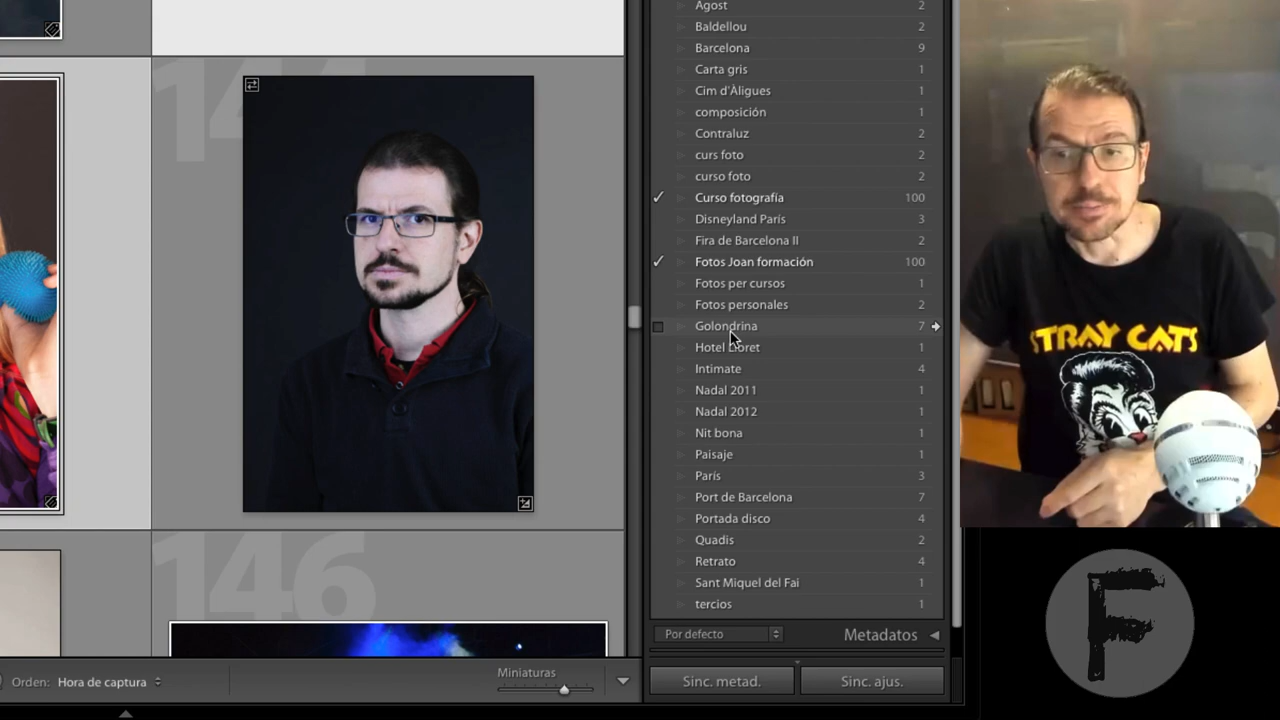 144
146
Agost 2
Baldellou 2
Barcelona 9
Carta gris 1
Cim d'Àligues 1
composición 1
Contraluz 2
curs foto 2
curso foto 2
✓ Curso fotografía 100
Disneyland París 3
Fira de Barcelona II 2
✓ Fotos Joan formación 100
Fotos per cursos 1
Fotos personales 2
Golondrina 7
Hotel Lloret 1
Intimate 4
Nadal 2011 1
Nadal 2012 1
Nit bona 1
Paisaje 1
París 3
Port de Barcelona 7
Portada disco 4
Quadis 2
Retrato 4
Sant Miquel del Fai 1
tercios 1
Por defecto Metadatos
Orden: Hora de captura
Miniaturas
Sinc. metad. Sinc. ajus.
STRAY CATS
F